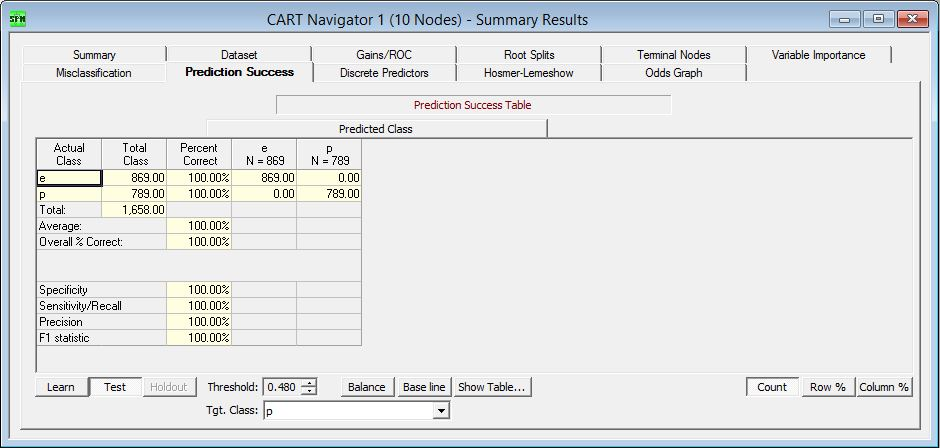 SPM CART Navigator 1 (10 Nodes) - Summary Results
Summary Dataset Gains/ROC Root Splits Terminal Nodes Variable Importance
Misclassification Prediction Success Discrete Predictors Hosmer-Lemeshow Odds Graph
Prediction Success Table
Predicted Class
Actual Total Percent e p
Class Class Correct N = 869 N = 789
e 869.00 100.00% 869.00 0.00
p 789.00 100.00% 0.00 789.00
Total: 1,658.00
Average: 100.00%
Overall % Correct: 100.00%
Specificity 100.00%
Sensitivity/Recall 100.00%
Precision 100.00%
F1 statistic 100.00%
Learn Test Holdout Threshold: 0.480 Balance Base line Show Table... Count Row % Column %
Tgt. Class: p